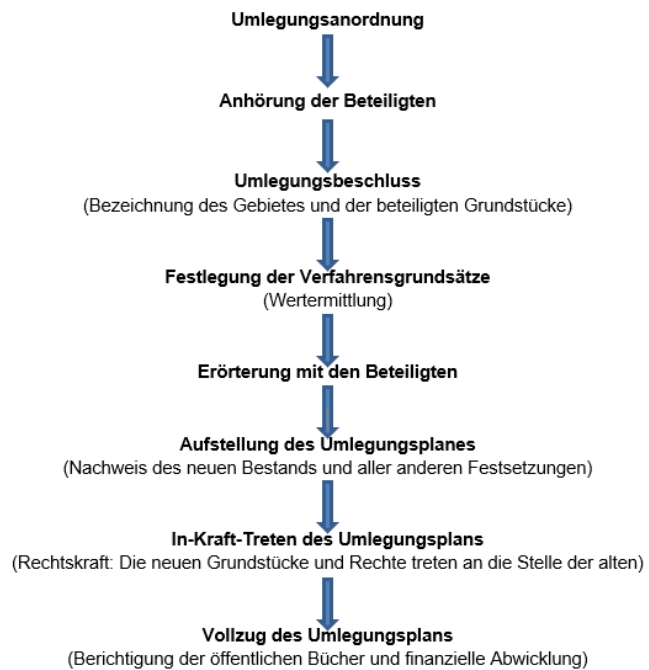 Umlegungsanordnung
Anhörung der Beteiligten
Umlegungsbeschluss
(Bezeichnung des Gebietes und der beteiligten Grundstücke)
Festlegung der Verfahrensgrundsätze
(Wertermittlung)
Erörterung mit den Beteiligten
Aufstellung des Umlegungsplanes
(Nachweis des neuen Bestands und aller anderen Festsetzungen)
In-Kraft-Treten des Umlegungsplans
(Rechtskraft: Die neuen Grundstücke und Rechte treten an die Stelle der alten)
Vollzug des Umlegungsplans
(Berichtigung der öffentlichen Bücher und finanzielle Abwicklung)